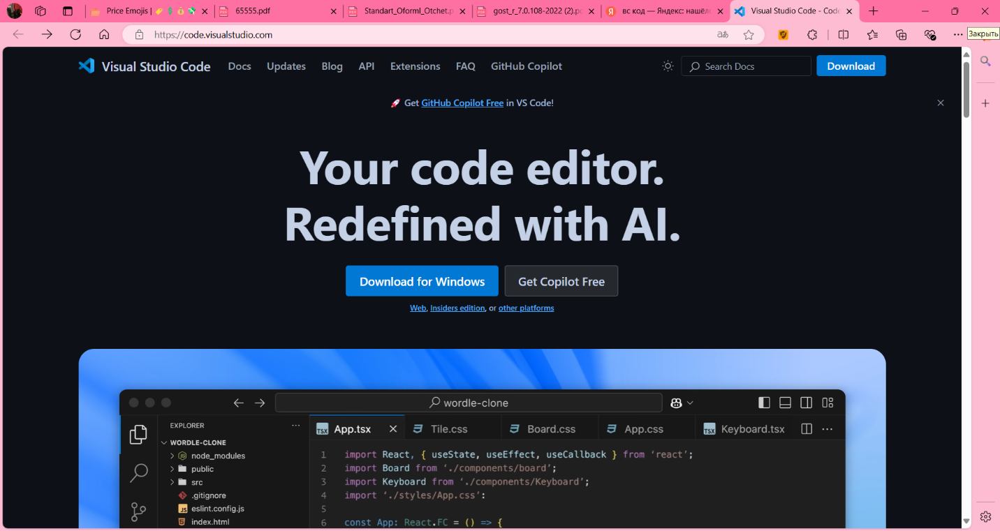 Price Emojis |
65555.pdf
Standart_Oforml_Otchet.p
gost_r_7.0.108-2022 (2).pd
вс код — Яндекс: нашёлс
Visual Studio Code - Code
https://code.visualstudio.com
Закрыть
Visual Studio Code
Docs
Updates
Blog
API
Extensions
FAQ
GitHub Copilot
Search Docs
Download
Get GitHub Copilot Free in VS Code!
Your code editor.
Redefined with AI.
Download for Windows
Get Copilot Free
Web, Insiders edition, or other platforms
wordle-clone
EXPLORER
WORDLE-CLONE
node_modules
public
src
.gitignore
eslint.config.js
index.html
App.tsx
Tile.css
Board.css
App.css
Keyboard.tsx
1 import React, { useState, useEffect, useCallback } from ‘react’;
2 import Board from ‘./components/board’;
3 import Keyboard from ‘./components/Keyboard’;
4 import ‘./styles/App.css’:
5
6 const App: React.FC = () => {